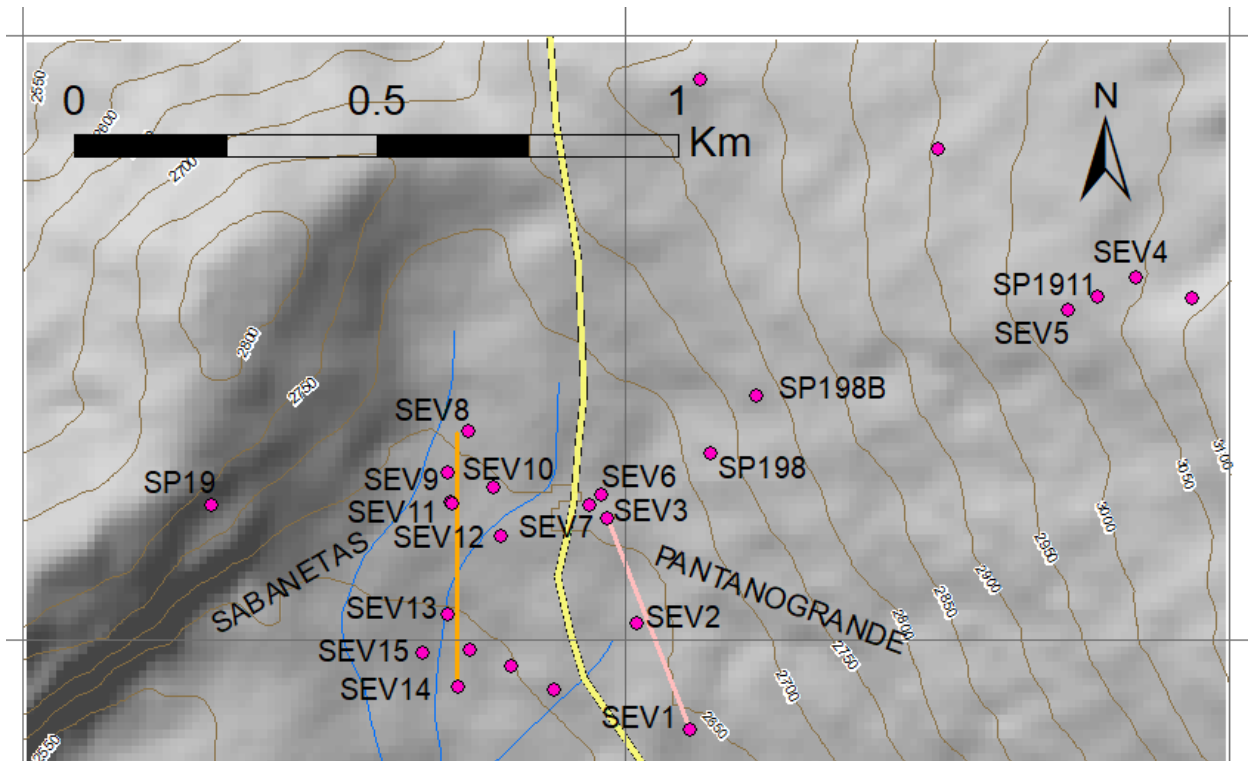 0 0.5 1
Km
N
2550
2600
2700
SEV4
SP1911
SEV5
2800
2750
SP198B
SEV8
SP198
SEV9 SEV10
SP19
SEV6
SEV11
SEV3
SEV12 SEV7
3100
3050
3000
2950
2900
2850
2800
2750
2700
SABANETAS
PANTANOGRANDE
SEV13
SEV2
SEV15
SEV14
SEV1
2650
2550